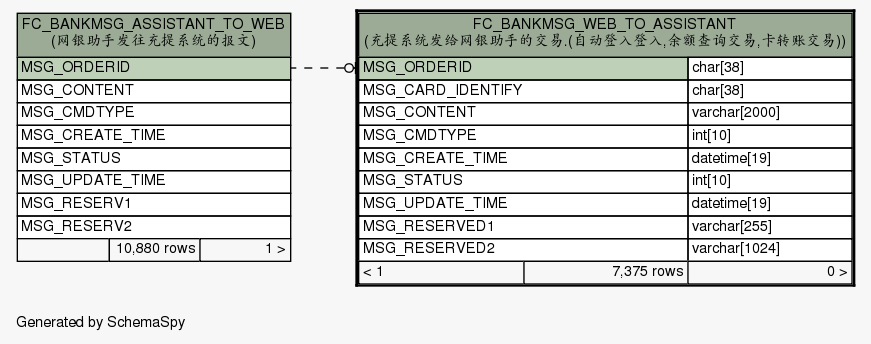 FC_BANKMSG_ASSISTANT_TO_WEB
(网银助手发往充提系统的报文)
MSG_ORDERID
MSG_CONTENT
MSG_CMDTYPE
MSG_CREATE_TIME
MSG_STATUS
MSG_UPDATE_TIME
MSG_RESERV1
MSG_RESERV2
10,880 rows 1 >
FC_BANKMSG_WEB_TO_ASSISTANT
(充提系统发给网银助手的交易.(自动登入登入,余额查询交易,卡转账交易))
MSG_ORDERID char[38]
MSG_CARD_IDENTIFY char[38]
MSG_CONTENT varchar[2000]
MSG_CMDTYPE int[10]
MSG_CREATE_TIME datetime[19]
MSG_STATUS int[10]
MSG_UPDATE_TIME datetime[19]
MSG_RESERVED1 varchar[255]
MSG_RESERVED2 varchar[1024]
< 1 7,375 rows 0 >
Generated by SchemaSpy